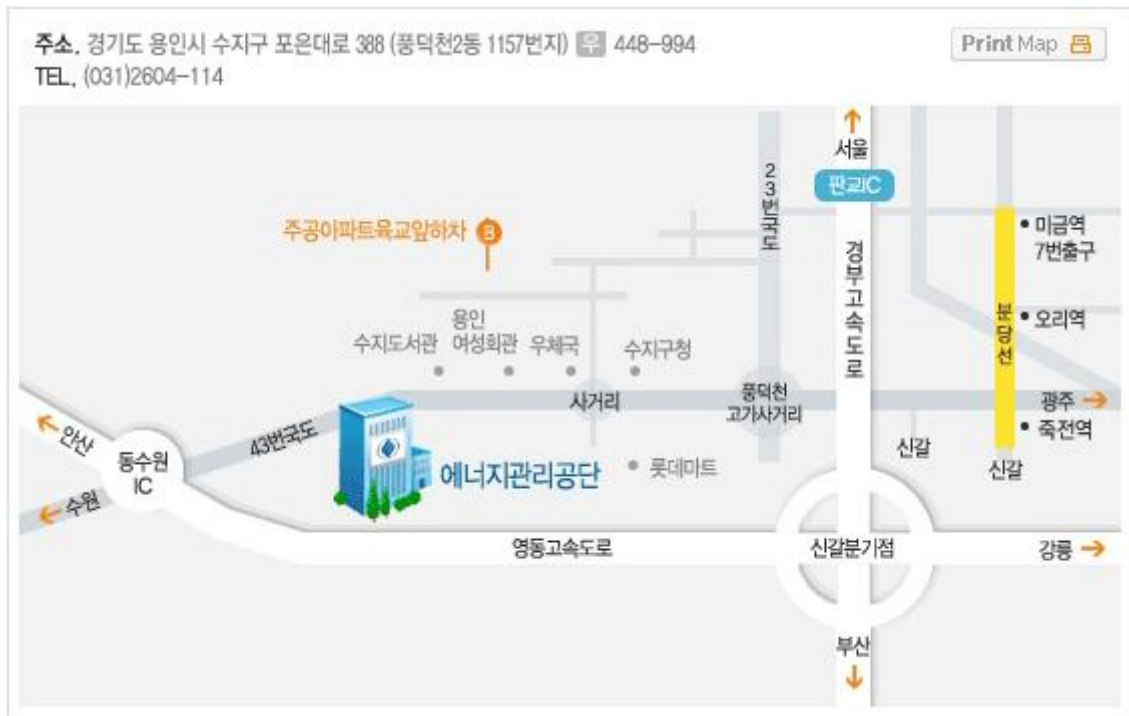 주소. 경기도 용인시 수지구 포은대로 388 (풍덕천2동 1157번지) 우 448-994
Print Map
TEL. (031)2604-114
서울
판교IC
23번국도
주공아파트육교앞하차
B
미금역
7번출구
경부고속도로
분당선
오리역
용인
수지도서관 여성회관 우체국 수지구청
사거리
풍덕천
고가사거리
광주
43번국도
안산
동수원
IC
수원
에너지관리공단
롯데마트
신갈
죽전역
신갈
영동고속도로
신갈분기점
강릉
부산